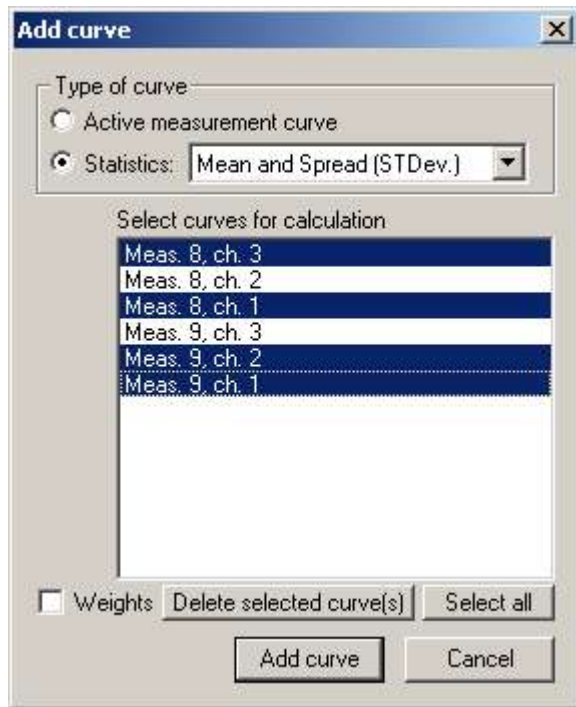 Add curve
Type of curve
Active measurement curve
Statistics: Mean and Spread (STDev.)
Select curves for calculation
Meas. 8, ch. 3
Meas. 8, ch. 2
Meas. 8, ch. 1
Meas. 9, ch. 3
Meas. 9, ch. 2
Meas. 9, ch. 1
Weights Delete selected curve(s) Select all
Add curve Cancel